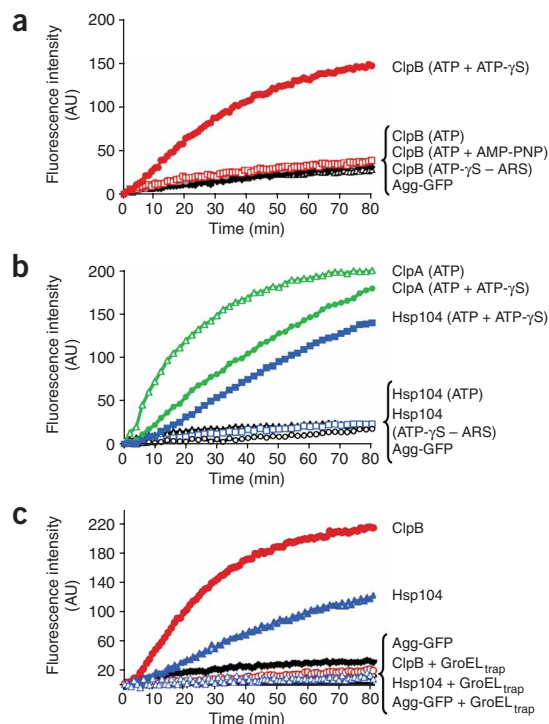 a
Fluorescence intensity
(AU)
200
150
100
50
0
0 10 20 30 40 50 60 70 80
Time (min)
ClpB (ATP + ATP-γS)
ClpB (ATP)
ClpB (ATP + AMP-PNP)
ClpB (ATP-γS – ARS)
Agg-GFP
b
Fluorescence intensity
(AU)
200
150
100
50
0
0 10 20 30 40 50 60 70 80
Time (min)
ClpA (ATP)
ClpA (ATP + ATP-γS)
Hsp104 (ATP + ATP-γS)
Hsp104 (ATP)
Hsp104
(ATP-γS – ARS)
Agg-GFP
c
Fluorescence intensity
(AU)
220
180
140
100
60
20
0 10 20 30 40 50 60 70 80
Time (min)
ClpB
Hsp104
Agg-GFP
ClpB + GroELtrap
Hsp104 + GroELtrap
Agg-GFP + GroELtrap